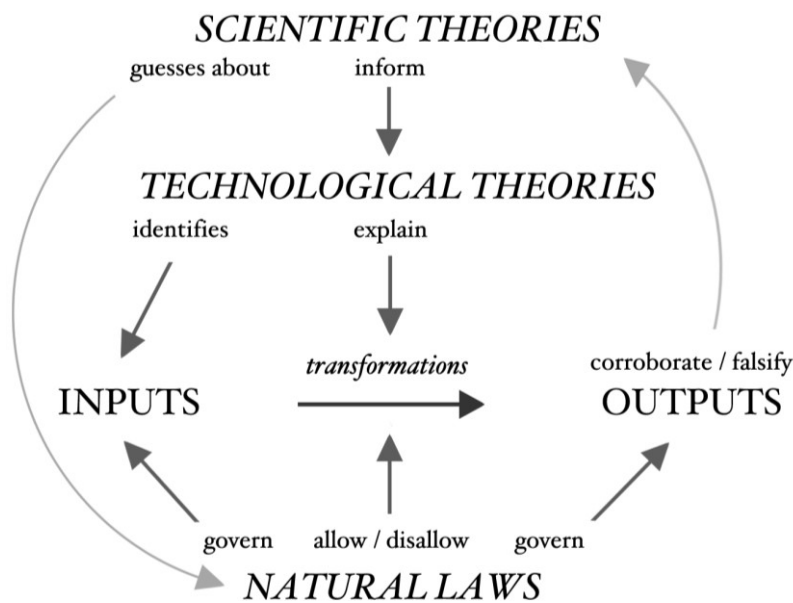 SCIENTIFIC THEORIES
guesses about inform
TECHNOLOGICAL THEORIES
identifies explain
transformations
corroborate / falsify
INPUTS OUTPUTS
govern allow / disallow govern
NATURAL LAWS